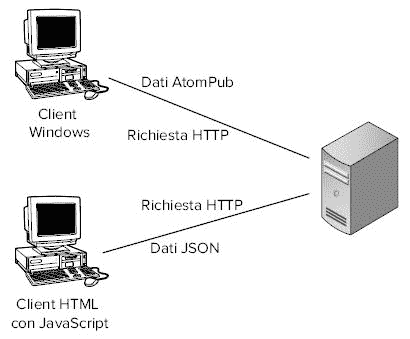 Dati AtomPub
Client
Windows
Richiesta HTTP
Richiesta HTTP
Dati JSON
Client HTML
con JavaScript